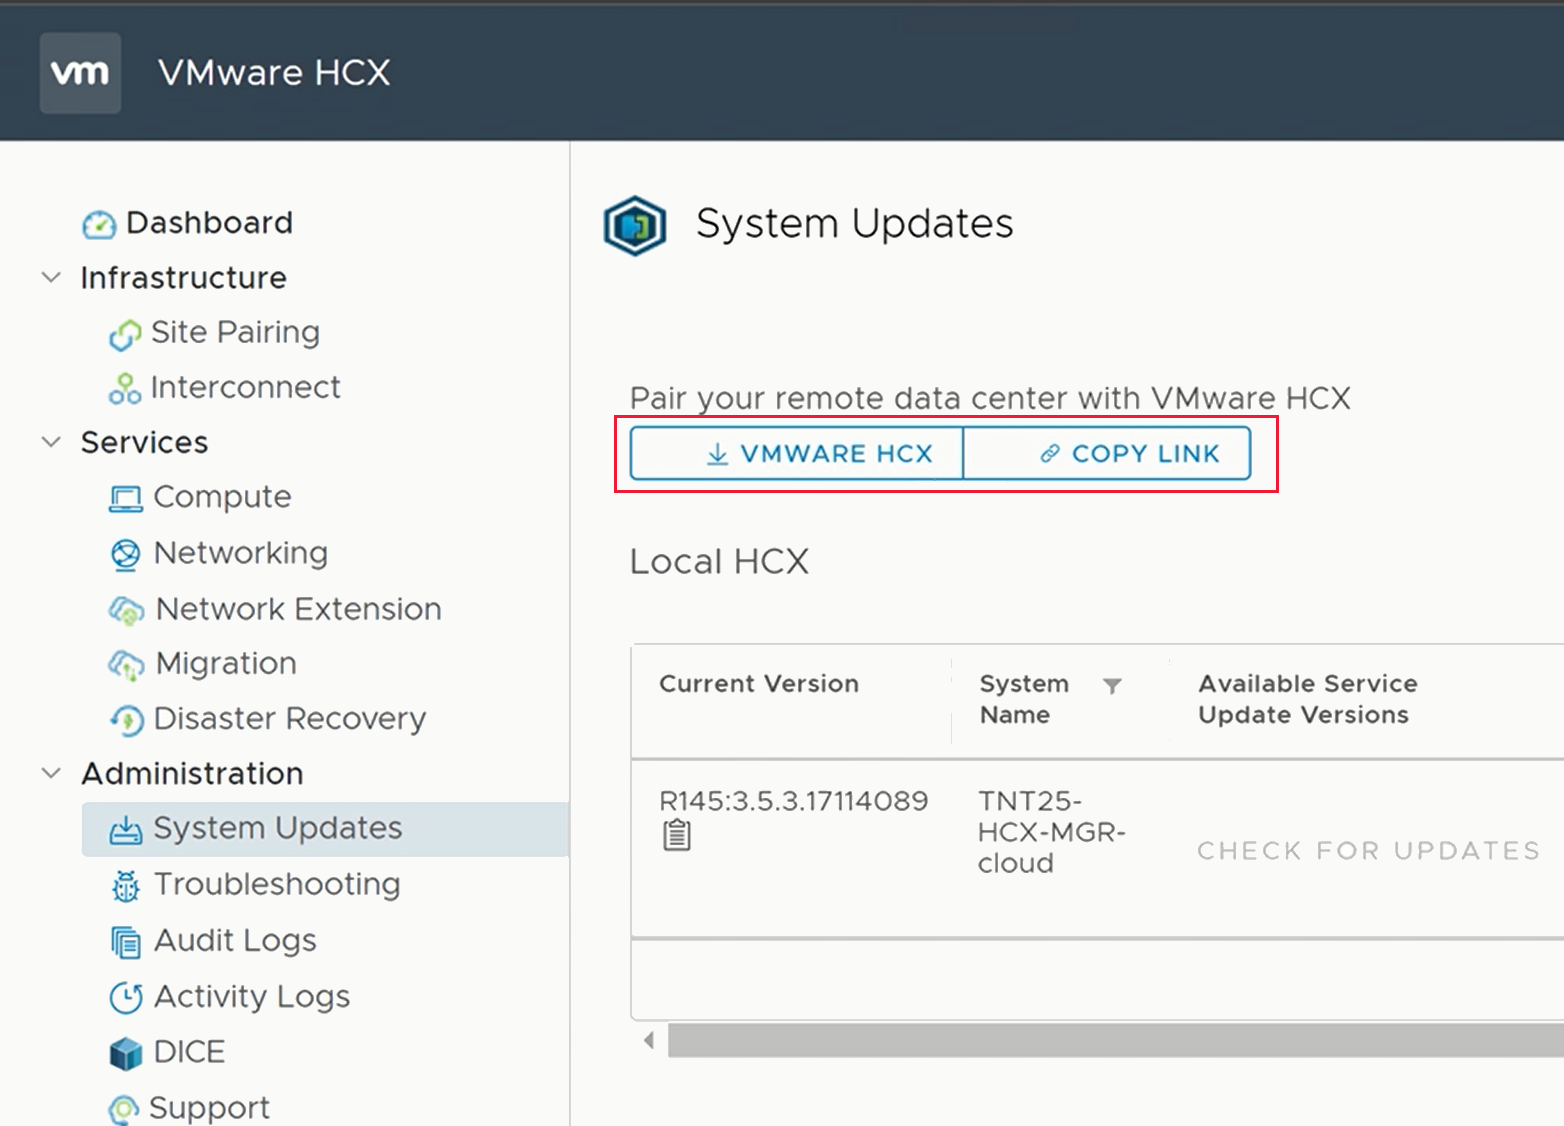 vm
VMware HCX
Dashboard
Infrastructure
Site Pairing
Interconnect
Services
Compute
Networking
Network Extension
Migration
Disaster Recovery
Administration
System Updates
Troubleshooting
Audit Logs
Activity Logs
DICE
Support
System Updates
Pair your remote data center with VMware HCX
VMWARE HCX
COPY LINK
Local HCX
Current Version
System
Name
Available Service
Update Versions
R145:3.5.3.17114089
TNT25-
HCX-MGR-
cloud
CHECK FOR UPDATES